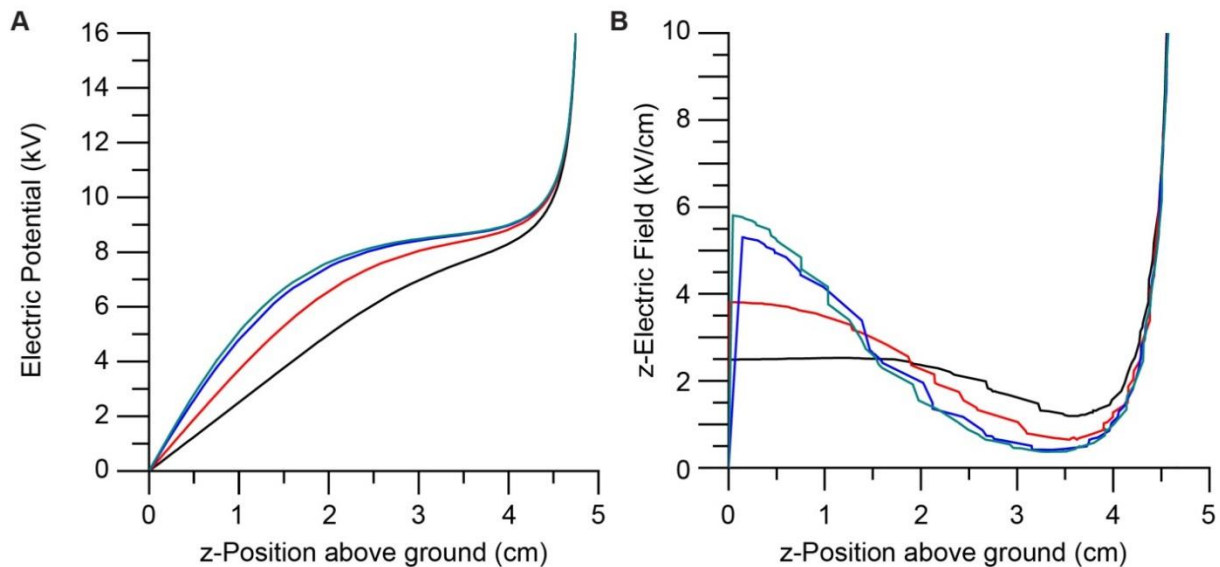 A
16
14
12
10
8
6
4
2
0
Electric Potential (kV)
0 1 2 3 4 5
z-Position above ground (cm)
B
10
8
6
4
2
0
z-Electric Field (kV/cm)
0 1 2 3 4 5
z-Position above ground (cm)